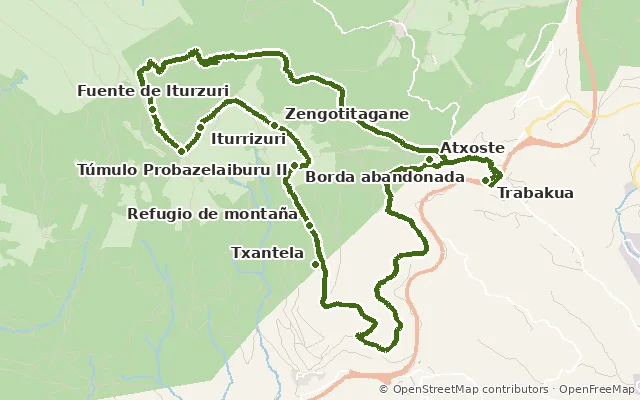 Fuente de Iturzuri
Zengotitagane
Iturrizuri
Atxoste
Túmulo Probazelaiburu II
Borda abandonada
Trabakua
Refugio de montaña
Txantela
© OpenStreetMap contributors · OpenFreeMap